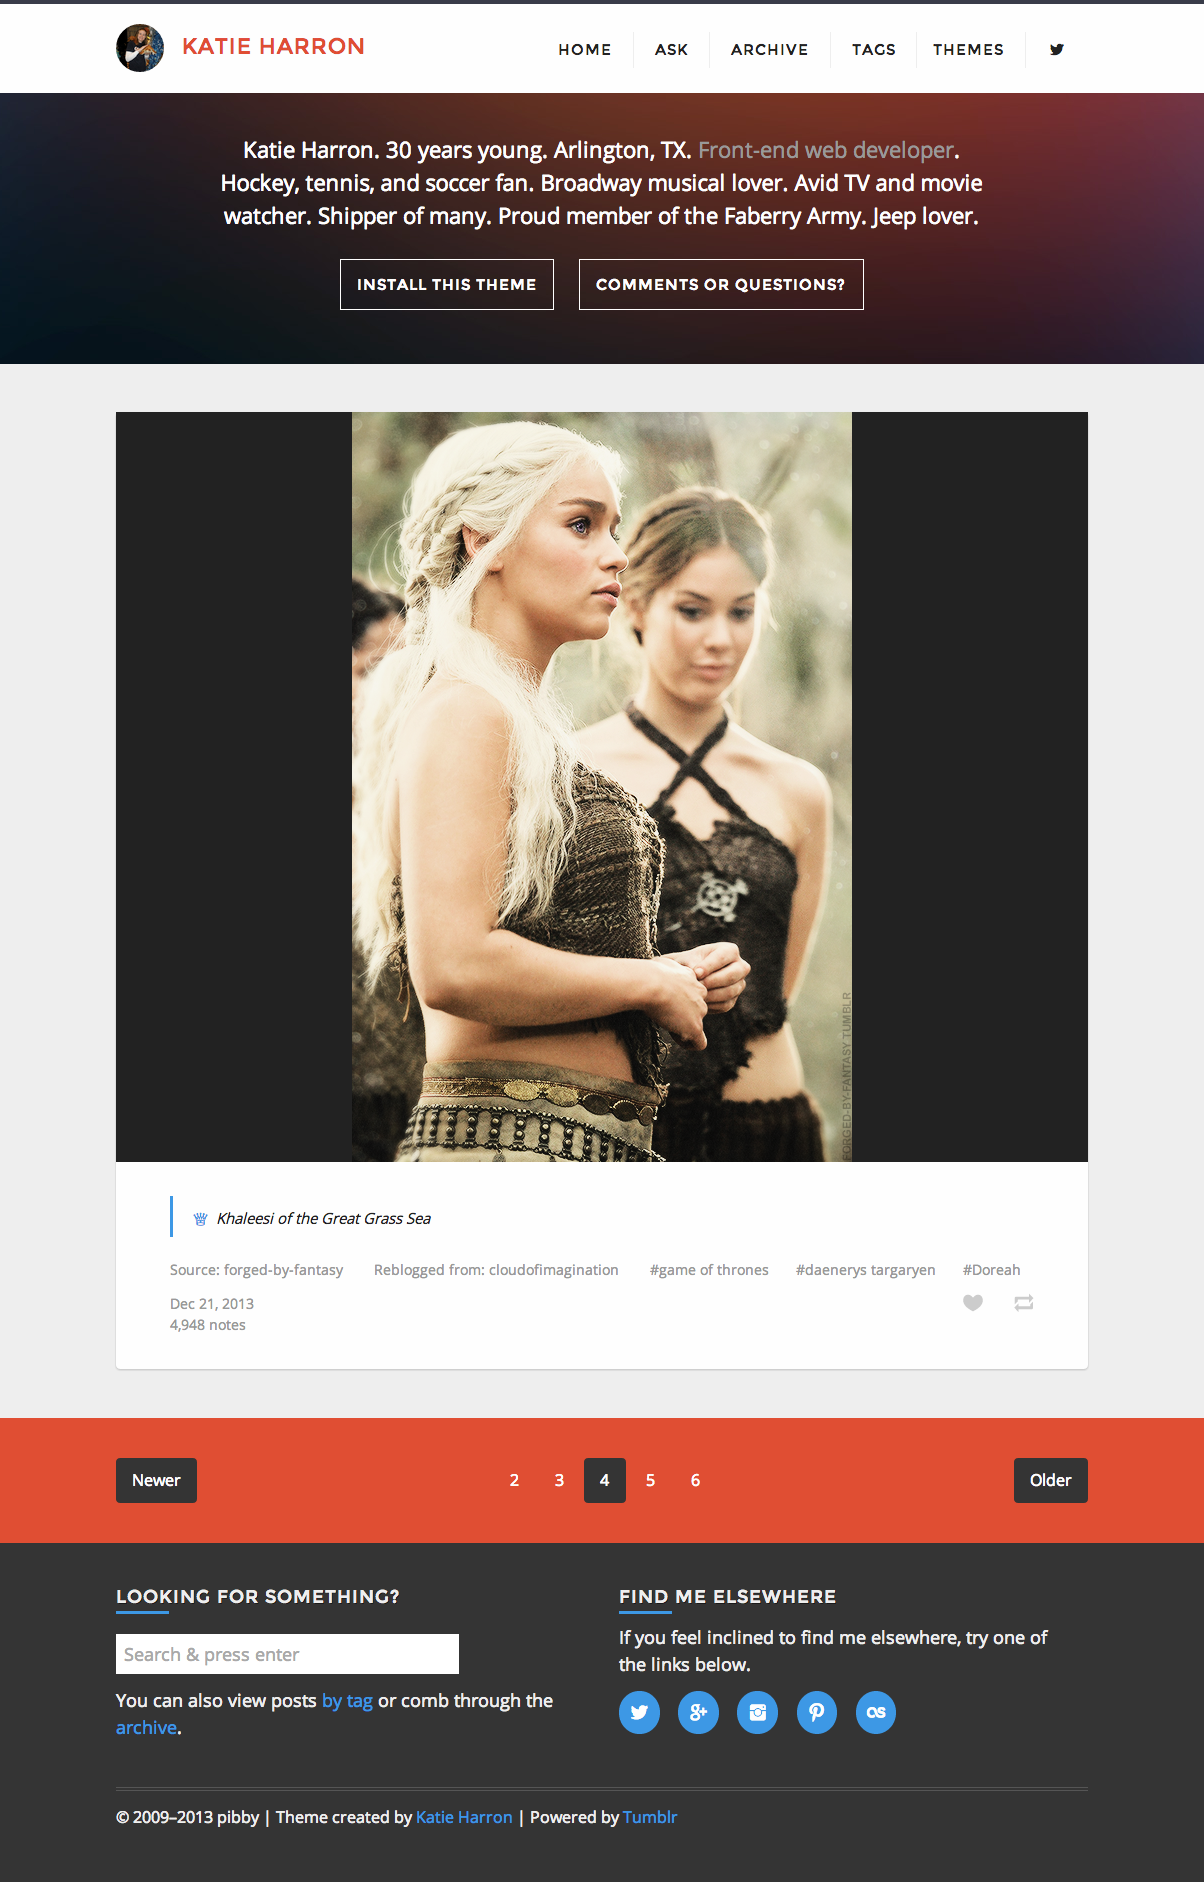 KATIE HARRON
HOME ASK ARCHIVE TAGS THEMES
Katie Harron. 30 years young. Arlington, TX. Front-end web developer.
Hockey, tennis, and soccer fan. Broadway musical lover. Avid TV and movie
watcher. Shipper of many. Proud member of the Faberry Army. Jeep lover.
INSTALL THIS THEME COMMENTS OR QUESTIONS?
FORGED-BY-FANTASY TUMBLR
Khaleesi of the Great Grass Sea
Source: forged-by-fantasy Reblogged from: cloudofimagination #game of thrones #daenerys targaryen #Doreah
Dec 21, 2013
4,948 notes
Newer 2 3 4 5 6 Older
LOOKING FOR SOMETHING?
Search & press enter
You can also view posts by tag or comb through the
archive.
FIND ME ELSEWHERE
If you feel inclined to find me elsewhere, try one of
the links below.
© 2009–2013 pibby | Theme created by Katie Harron | Powered by Tumblr